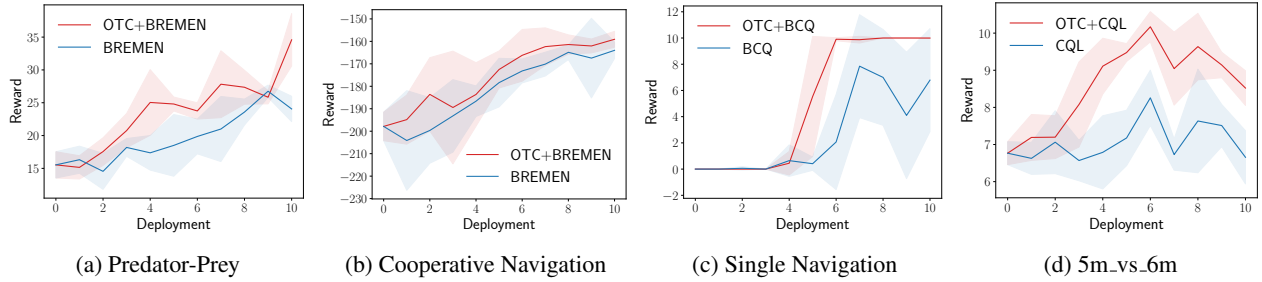 OTC+BREMEN
BREMEN
Reward
35
30
25
20
15
0 2 4 6 8 10
Deployment
(a) Predator-Prey
OTC+BREMEN
BREMEN
Reward
−150
−160
−170
−180
−190
−200
−210
−220
−230
0 2 4 6 8 10
Deployment
(b) Cooperative Navigation
OTC+BCQ
BCQ
Reward
12
10
8
6
4
2
0
−2
0 2 4 6 8 10
Deployment
(c) Single Navigation
OTC+CQL
CQL
Reward
10
9
8
7
6
0 2 4 6 8 10
Deployment
(d) 5m_vs_6m